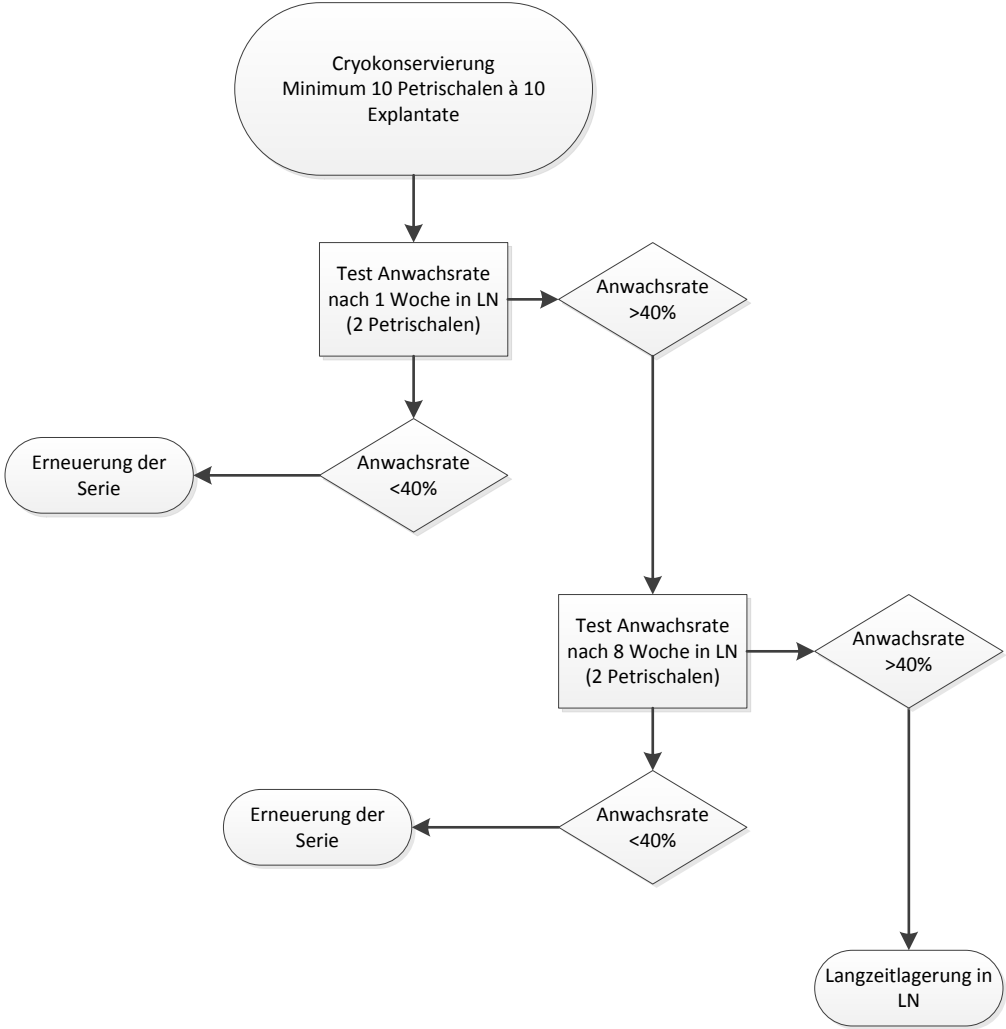 Cryokonservierung
Minimum 10 Petrischalen à 10
Explantate
Test Anwachsrate
nach 1 Woche in LN
(2 Petrischalen)
Anwachsrate
>40%
Erneuerung der
Serie
Anwachsrate
<40%
Test Anwachsrate
nach 8 Woche in LN
(2 Petrischalen)
Anwachsrate
>40%
Erneuerung der
Serie
Anwachsrate
<40%
Langzeitlagerung in
LN